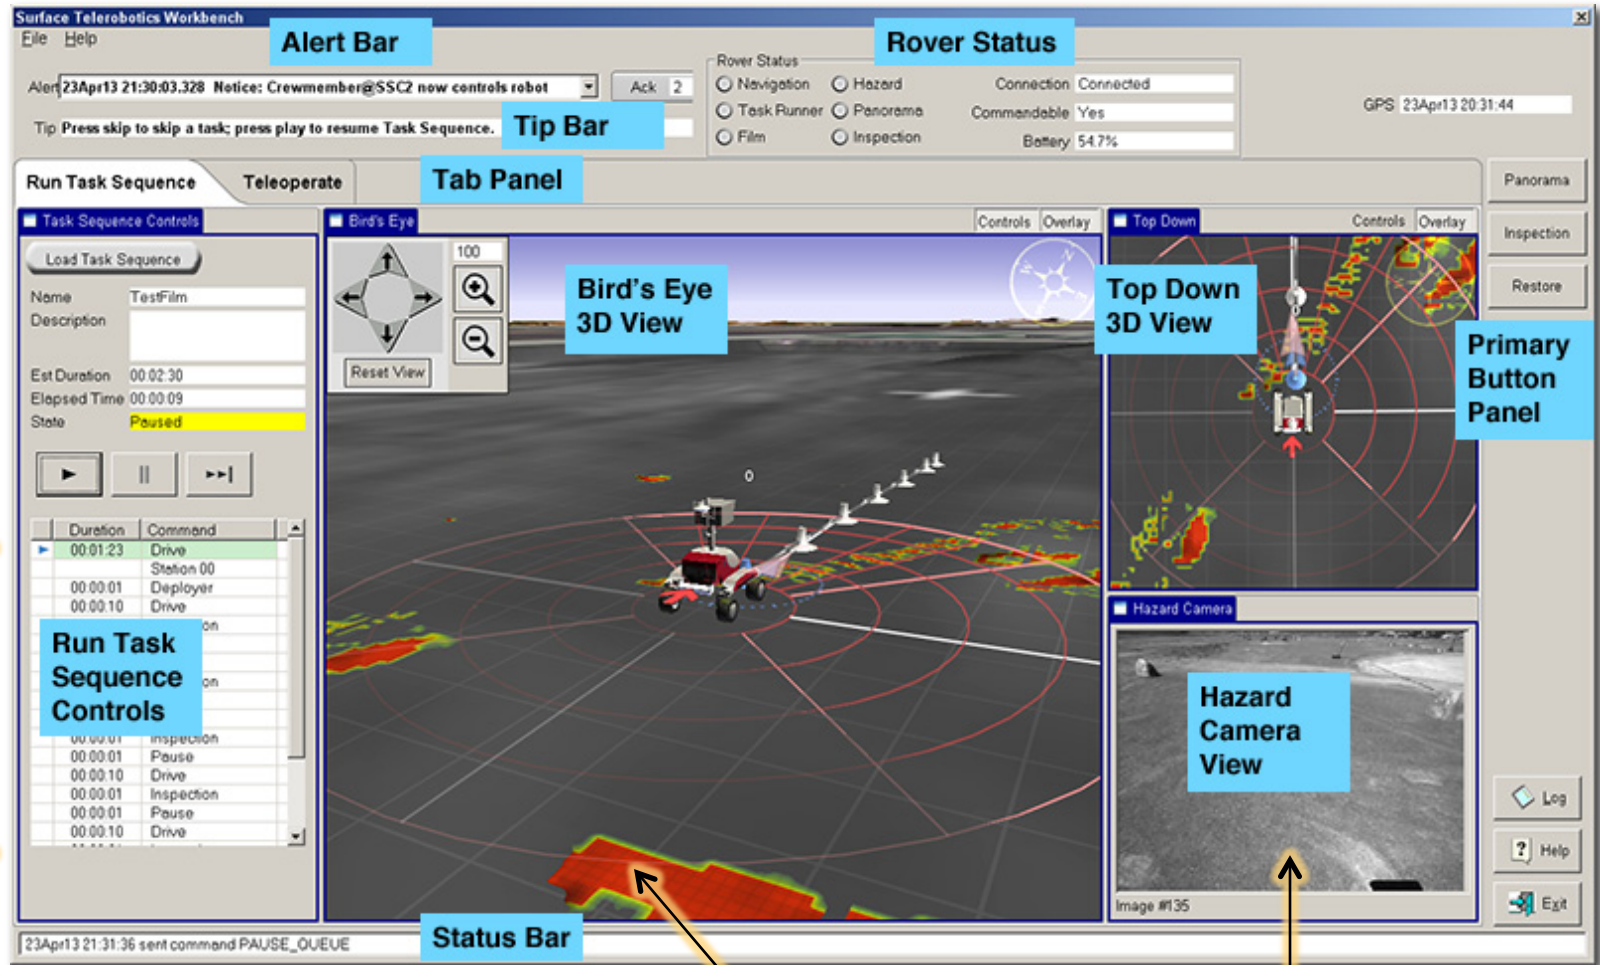 Surface Telerobotics Workbench
File Help
Alert Bar
Rover Status
Rover Status
Alert 23Apr13 21:30:03.328 Notice: Crewmember@SSC2 now controls robot
Ack 2
Navigation Hazard Connection Connected
Task Runner Panorama Commandable Yes
Film Inspection Battery 54.7%
GPS 23Apr13 20:31:44
Tip Press skip to skip a task; press play to resume Task Sequence.
Tip Bar
Run Task Sequence Teleoperate
Tab Panel
Panorama
Inspection
Restore
Primary
Button
Panel
Task Sequence Controls
Load Task Sequence
Name TestFilm
Description
Est Duration 00:02:30
Elapsed Time 00:00:09
State Paused
Duration Command
00:01:23 Drive
Station 00
00:00:01 Deployer
00:00:10 Drive
on
Run Task
Sequence
Controls
on
00:00:01 Inspection
00:00:01 Pause
00:00:10 Drive
00:00:01 Inspection
00:00:01 Pause
00:00:10 Drive
Bird's Eye
Controls Overlay
100
Reset View
Bird's Eye
3D View
N
0
Top Down
Controls Overlay
Top Down
3D View
0
Hazard Camera
Hazard
Camera
View
Image #135
Log
Help
Exit
Status Bar
23Apr13 21:31:36 sent command PAUSE_QUEUE